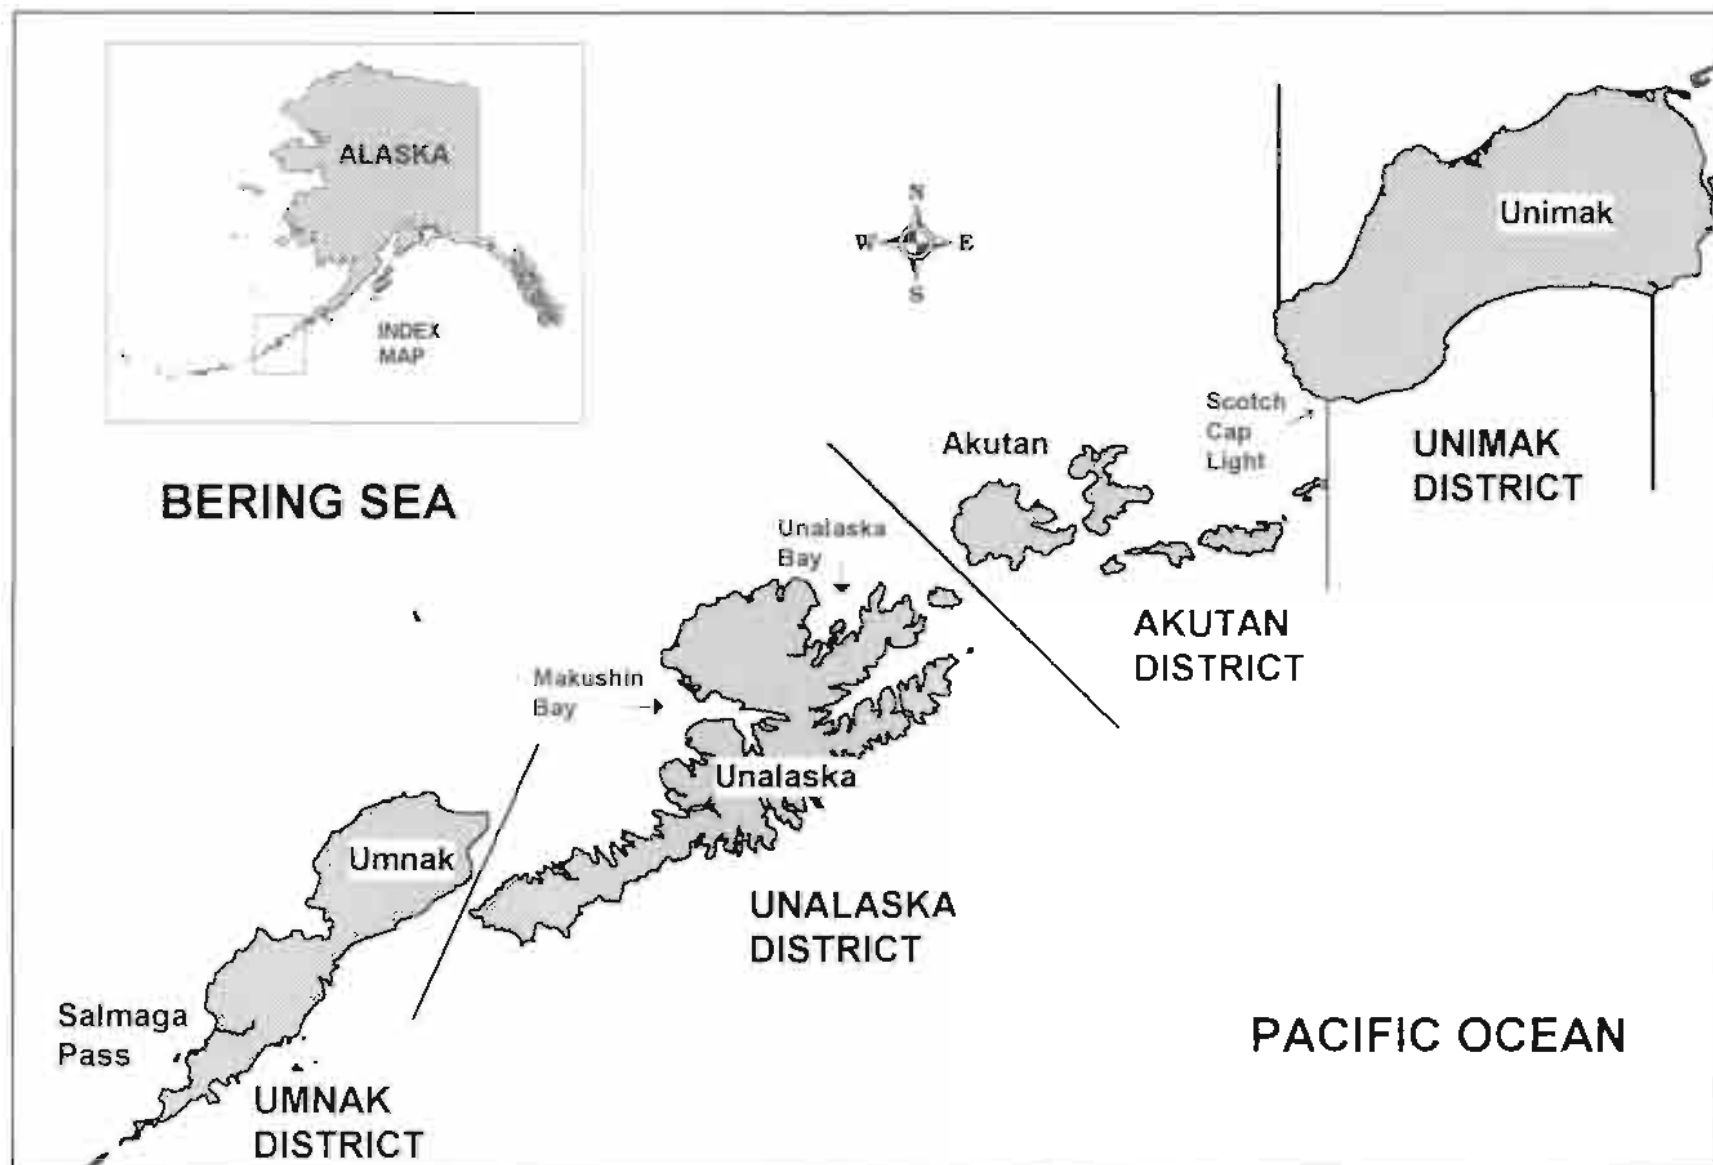 ALASKA
INDEX
MAP
N
W
E
S
Unimak
Scotch
Cap
Light
UNIMAK
DISTRICT
Akutan
BERING SEA
Unalaska
Bay
AKUTAN
DISTRICT
Makushin
Bay
Unalaska
Umnak
UNALASKA
DISTRICT
Salmaga
Pass
PACIFIC OCEAN
UMNAK
DISTRICT